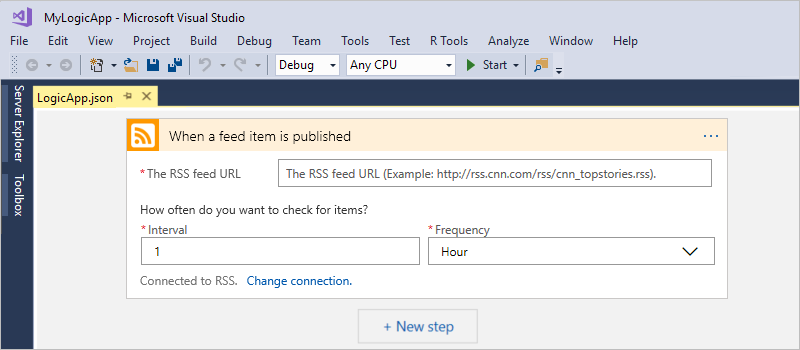 MyLogicApp - Microsoft Visual Studio
File Edit View Project Build Debug Team Tools Test R Tools Analyze Window Help
Debug Any CPU Start
Server Explorer
Toolbox
LogicApp.json
When a feed item is published
* The RSS feed URL The RSS feed URL (Example: http://rss.cnn.com/rss/cnn_topstories.rss).
How often do you want to check for items?
* Interval * Frequency
1 Hour
Connected to RSS. Change connection.
+ New step